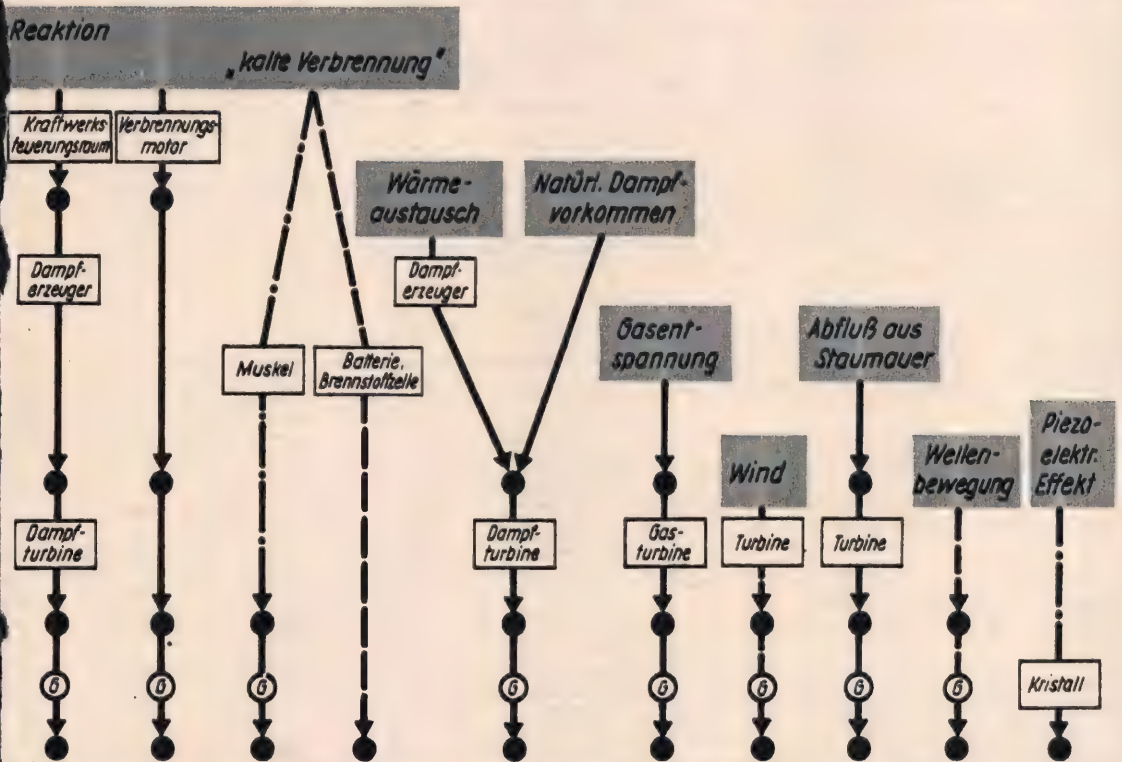 Reaktion
„kalte Verbrennung“
Kraftwerks-
feuerungsraum
Verbrennungs-
motor
Wärme-
austausch
Natürl. Dampf-
vorkommen
Dampf-
erzeuger
Dampf-
erzeuger
Gasent-
spannung
Abfluß aus
Staumauer
Muskel
Batterie,
Brennstoffzelle
Piezo-
elektr.
Effekt
Wind
Wellen-
bewegung
Dampf-
turbine
Dampf-
turbine
Gas-
turbine
Turbine
Turbine
Kristall
G
G
G
G
G
G
G
G